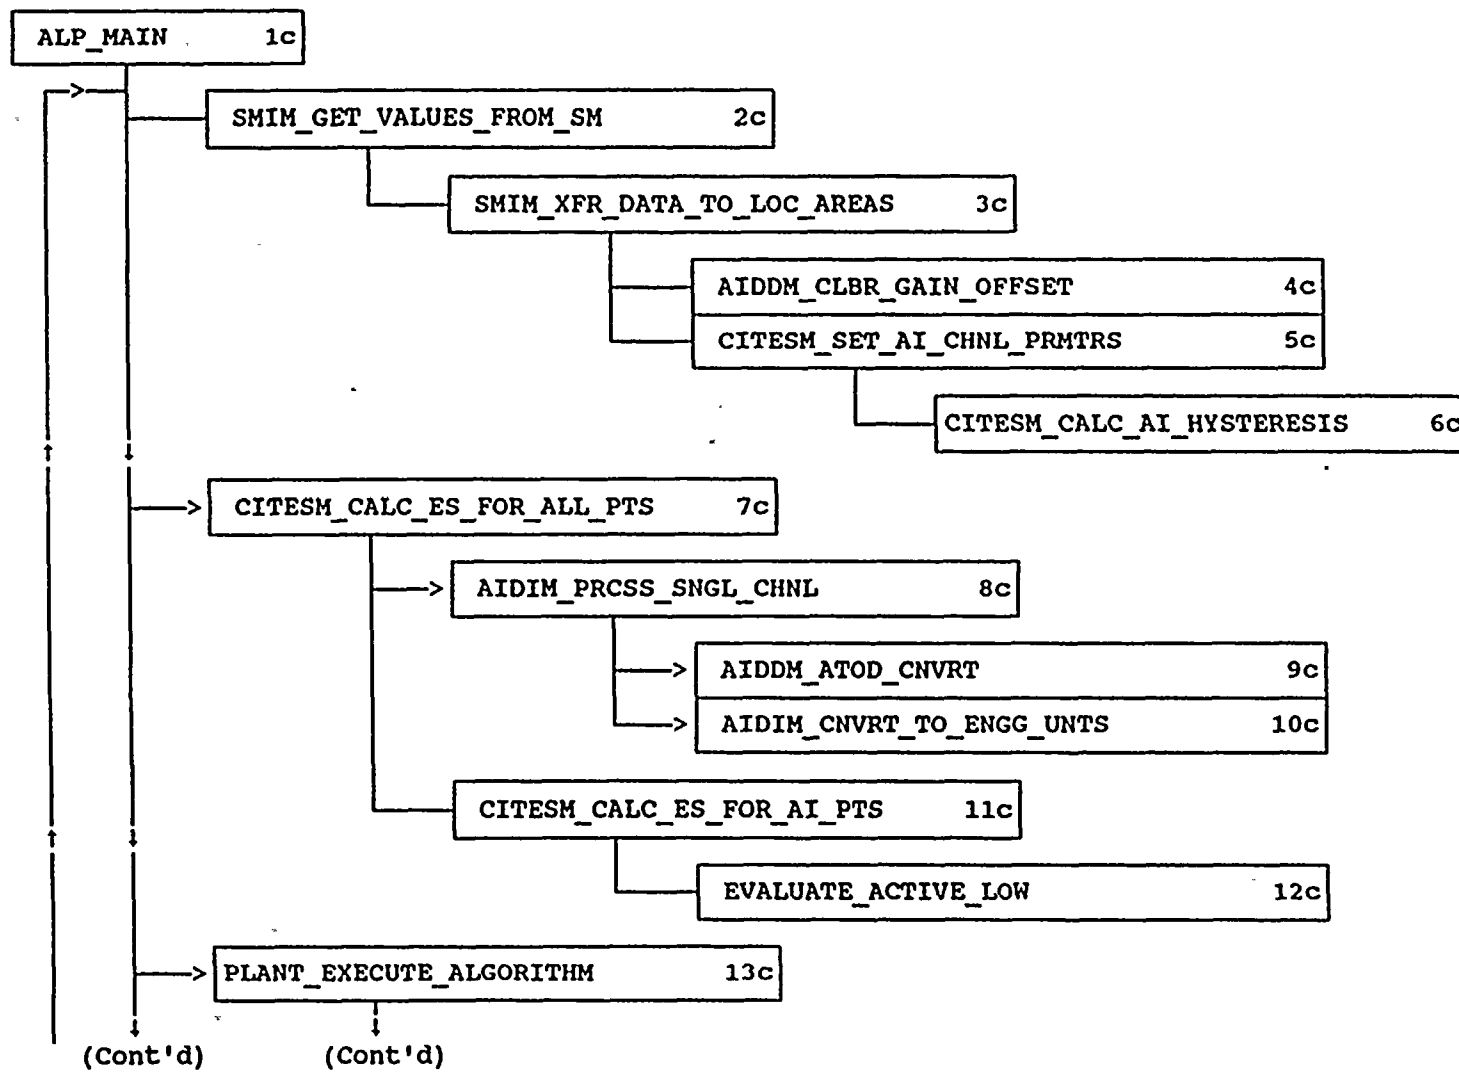 ALP_MAIN 1c
SMIM_GET_VALUES_FROM_SM 2c
SMIM_XFR_DATA_TO_LOC_AREAS 3c
AIDDM_CLBR_GAIN_OFFSET 4c
CITESM_SET_AI_CHNL_PRMTRS 5c
CITESM_CALC_AI_HYSTERESIS 6c
CITESM_CALC_ES_FOR_ALL_PTS 7c
AIDIM_PRCSS_SNGL_CHNL 8c
AIDDM_ATOD_CNVRT 9c
AIDIM_CNVRT_TO_ENGG_UNTS 10c
CITESM_CALC_ES_FOR_AI_PTS 11c
EVALUATE_ACTIVE_LOW 12c
PLANT_EXECUTE_ALGORITHM 13c
(Cont'd) (Cont'd)